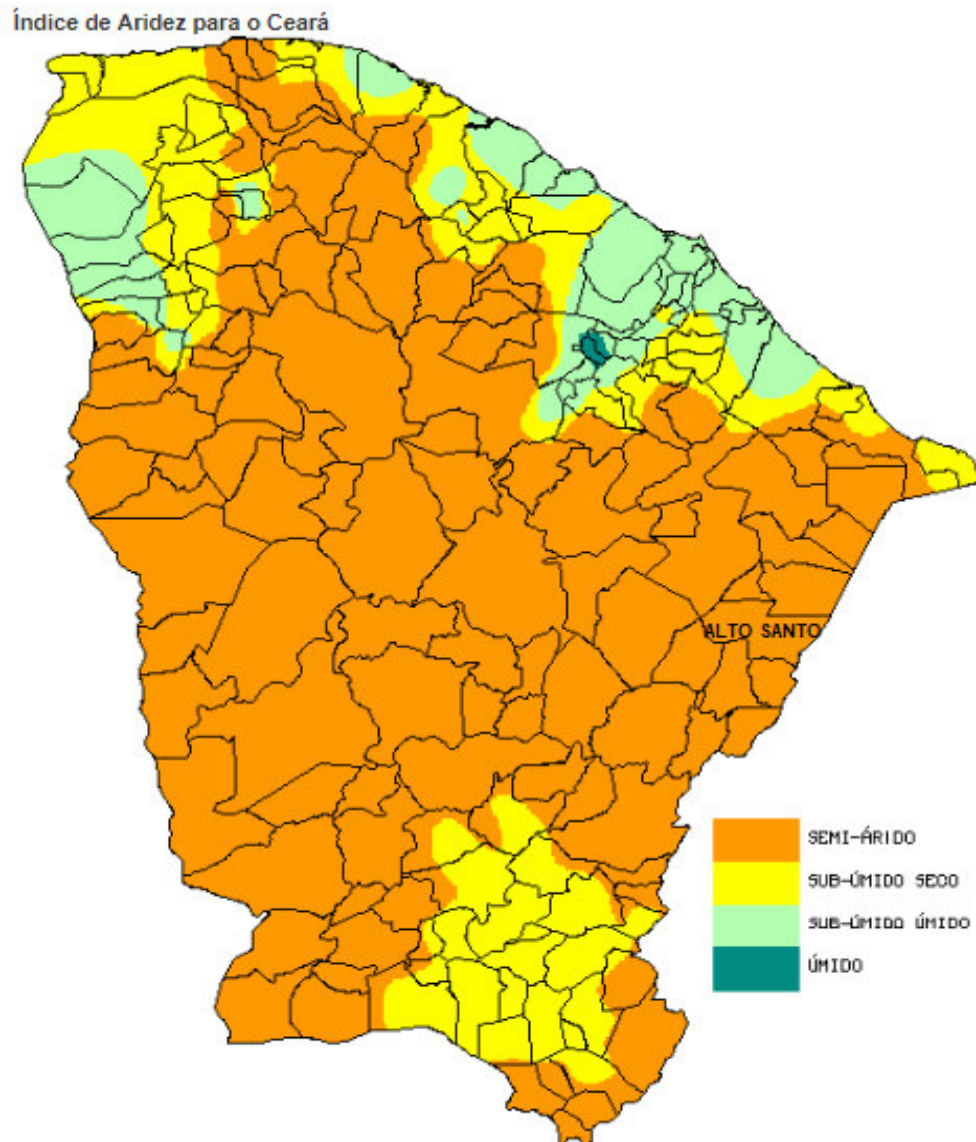 Índice de Aridez para o Ceará
ALTO SANTO
SEMI-ÁRIDO
SUB-ÚMIDO SECO
SUB-ÚMIDO ÚMIDO
ÚMIDO